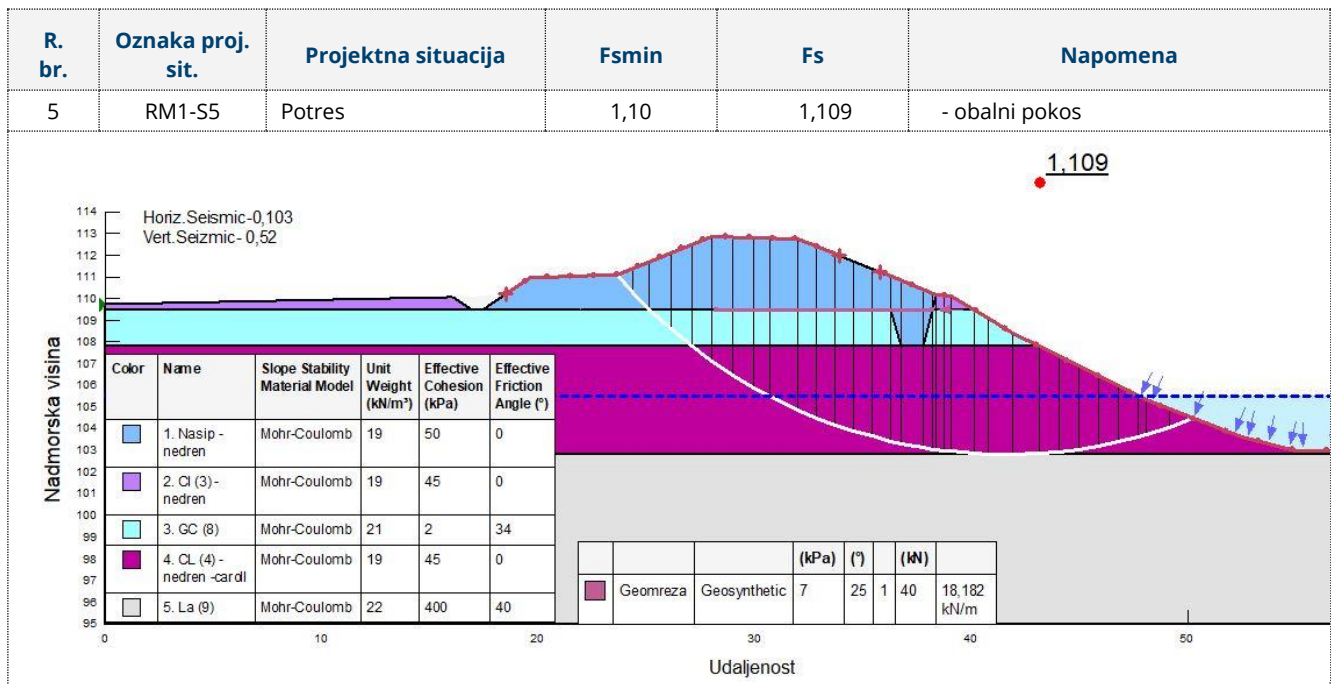 R. br. Oznaka proj. sit. Projektna situacija Fsmin Fs Napomena
5 RM1-S5 Potres 1,10 1,109 - obalni pokos
1,109
Horiz.Seismic-0,103
Vert.Seizmic- 0,52
Nadmorska visina
114
113
112
111
110
109
108
107
106
105
104
103
102
101
100
99
98
97
96
95
Color Name Slope Stability Material Model Unit Weight (kN/m³) Effective Cohesion (kPa) Effective Friction Angle (°)
1. Nasip - nedren Mohr-Coulomb 19 50 0
2. CI (3) - nedren Mohr-Coulomb 19 45 0
3. GC (8) Mohr-Coulomb 21 2 34
4. CL (4) - nedren -cardll Mohr-Coulomb 19 45 0
5. La (9) Mohr-Coulomb 22 400 40
(kPa) (°) (kN)
Geomreza Geosynthetic 7 25 1 40 18,182 kN/m
0 10 20 30 40 50
Udaljenost